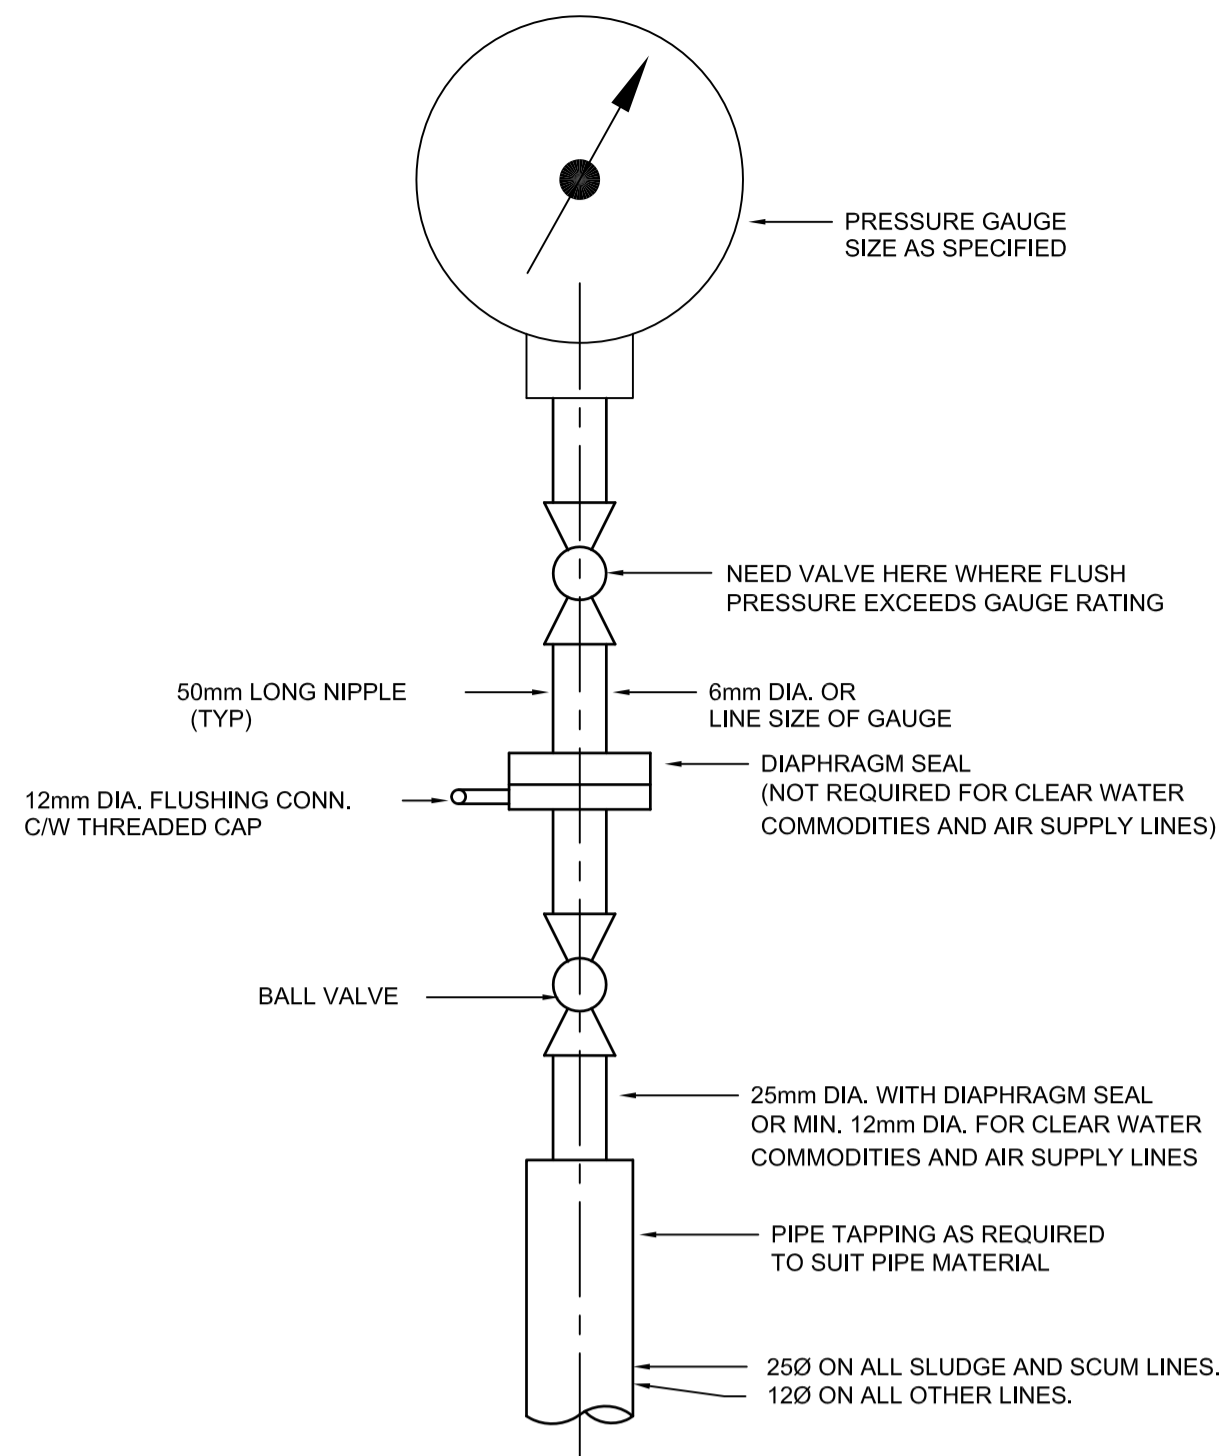 PRESSURE GAUGE
SIZE AS SPECIFIED
NEED VALVE HERE WHERE FLUSH
PRESSURE EXCEEDS GAUGE RATING
50mm LONG NIPPLE
(TYP)
6mm DIA. OR
LINE SIZE OF GAUGE
DIAPHRAGM SEAL
(NOT REQUIRED FOR CLEAR WATER
COMMODITIES AND AIR SUPPLY LINES)
12mm DIA. FLUSHING CONN.
C/W THREADED CAP
BALL VALVE
25mm DIA. WITH DIAPHRAGM SEAL
OR MIN. 12mm DIA. FOR CLEAR WATER
COMMODITIES AND AIR SUPPLY LINES
PIPE TAPPING AS REQUIRED
TO SUIT PIPE MATERIAL
25Ø ON ALL SLUDGE AND SCUM LINES.
12Ø ON ALL OTHER LINES.